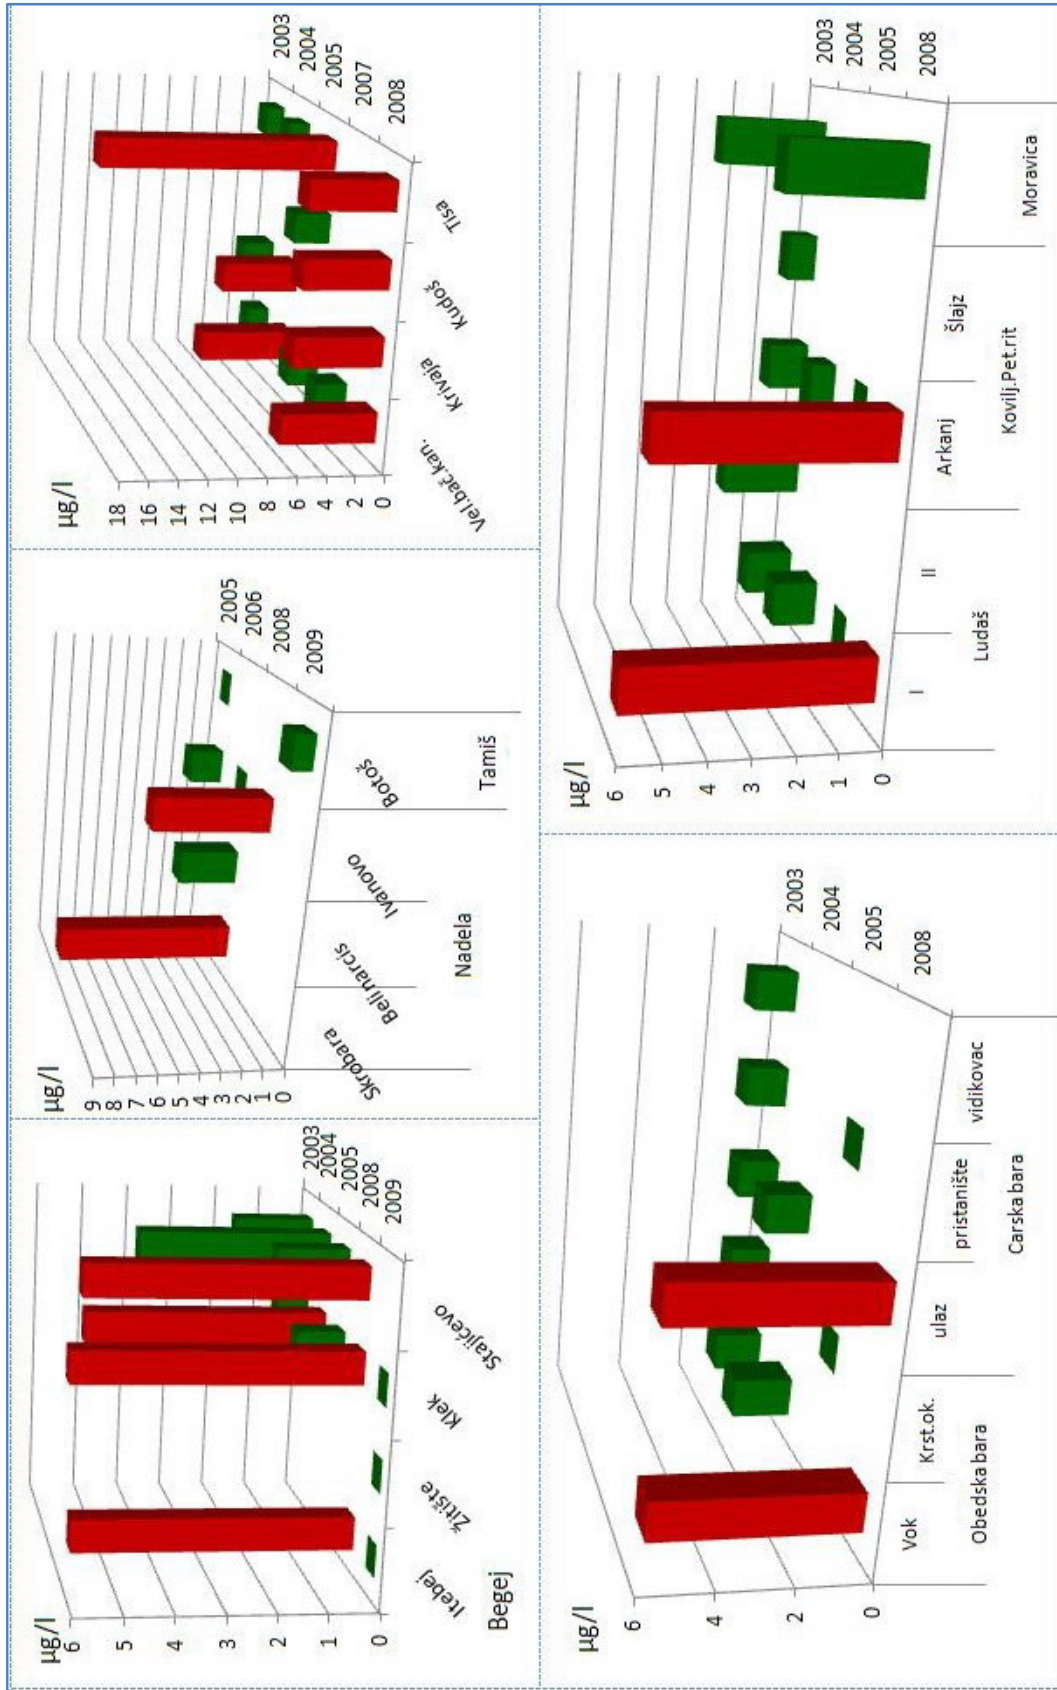 µg/l
6
5
4
3
2
1
0
2003
2004
2005
2008
2009
Itebej
Žitište
Klek
Stajićevo
Begej
µg/l
9
8
7
6
5
4
3
2
1
0
2005
2006
2008
2009
Skrobara
Beli narcis
Ivanovo
Botoš
Nadela
Tamiš
µg/l
18
16
14
12
10
8
6
4
2
0
2003
2004
2005
2007
2008
Vel.bač.kan.
Krivaja
Kudoš
Tisa
µg/l
6
4
2
0
2003
2004
2005
2008
Vok
Krst.ok.
ulaz
pristanište
vidikovac
Obedska bara
Carska bara
µg/l
6
5
4
3
2
1
0
2003
2004
2005
2008
I
II
Arkanj
Šlajz
Moravica
Ludaš
Kovilj.Pet.rit